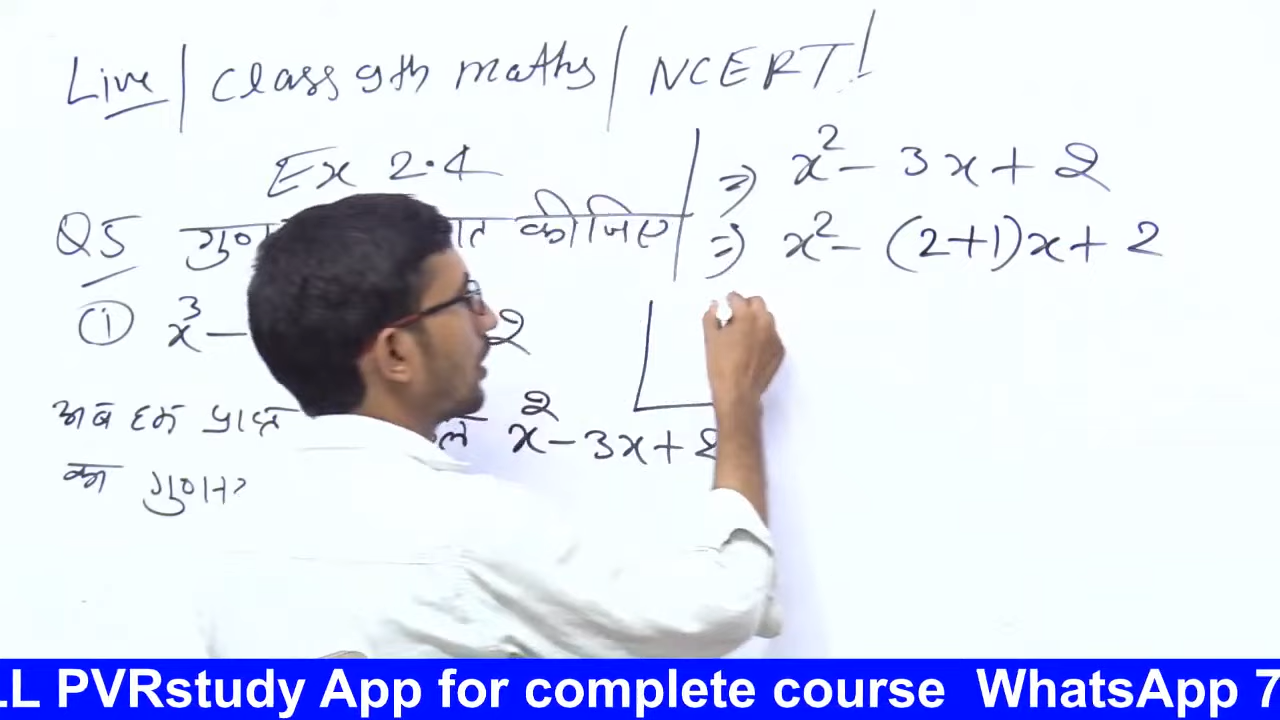 Live / Class 9th maths / NCERT /
Ex 2.4
Q5 कीजिए
① x³ - 2
अब हम x² - 3x + 2
का
⇒ x² - 3x + 2
⇒ x² - (2+1)x + 2
LL PVRstudy App for complete course WhatsApp 7